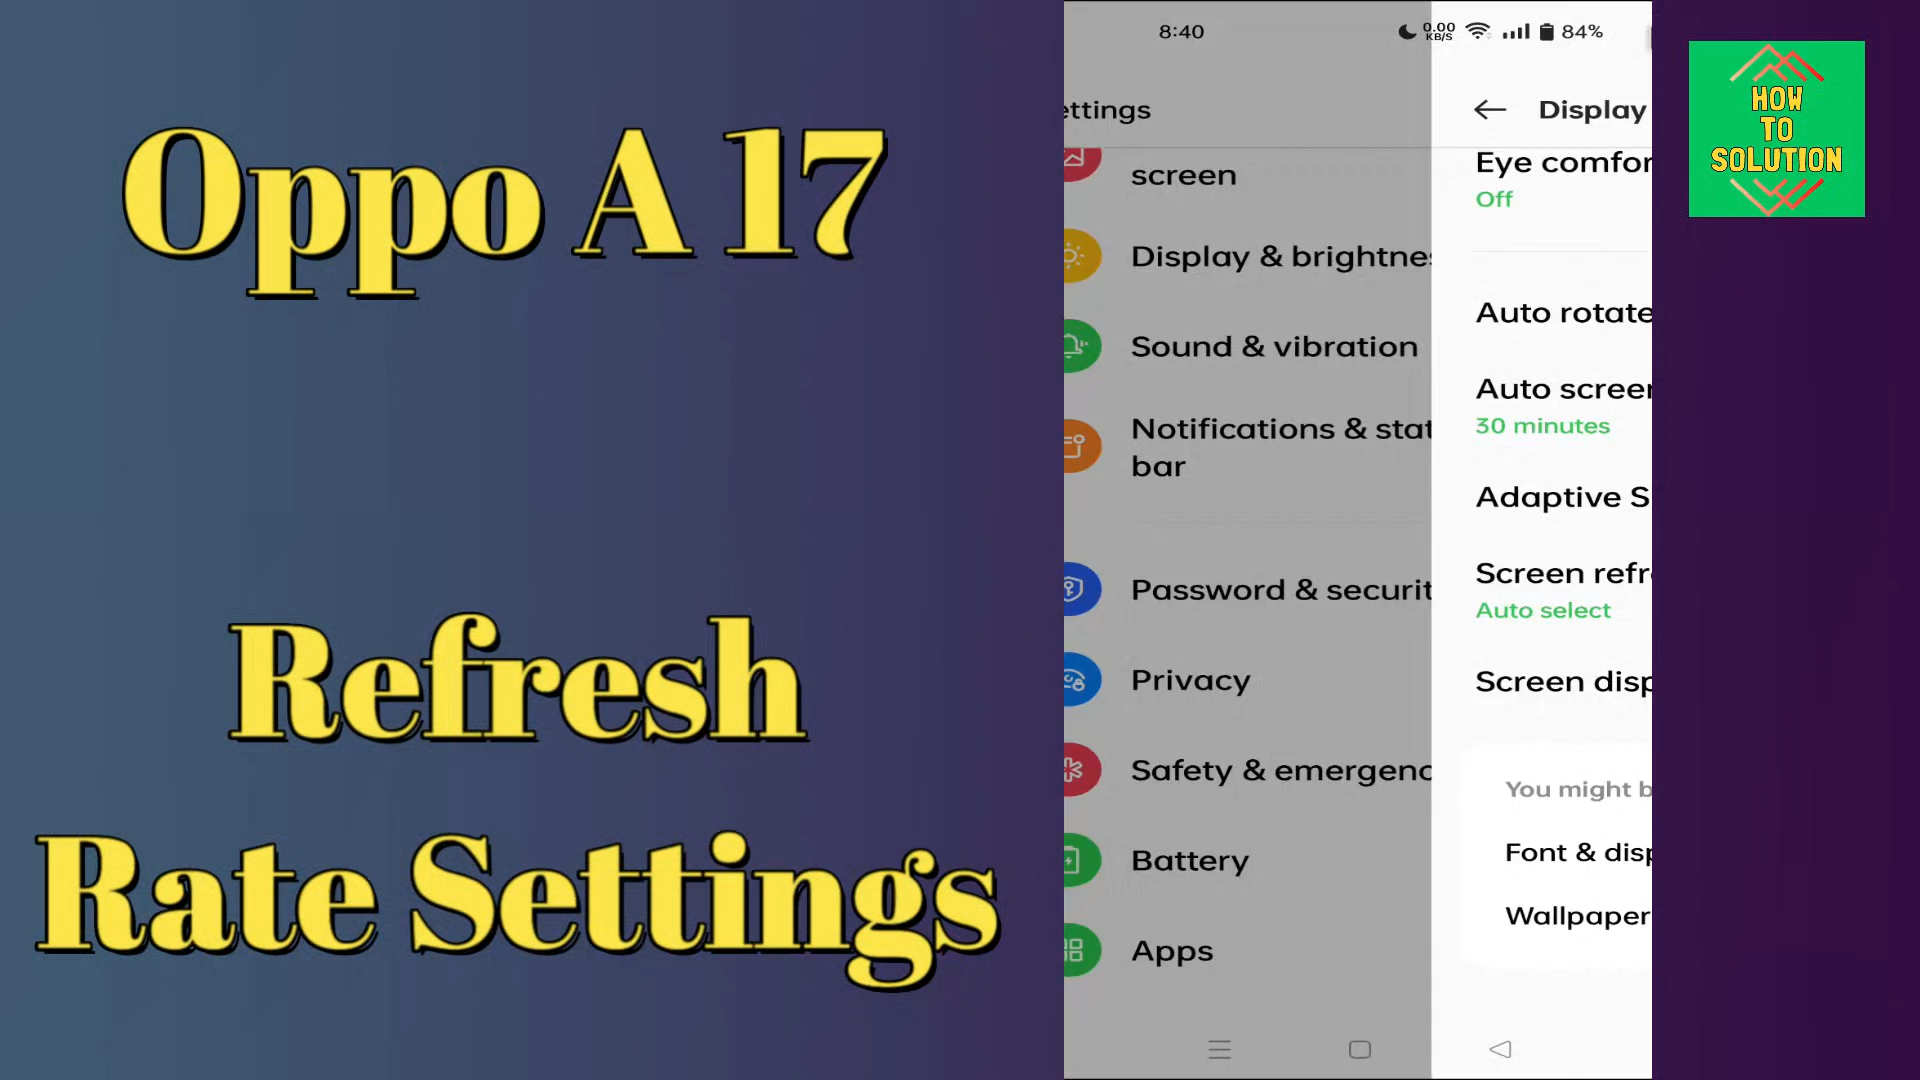 Oppo A 17
Refresh
Rate Settings
8:40
0.00
KB/S
84%
ettings
screen
Display & brightnes
Sound & vibration
Notifications & stat
bar
Password & securit
Privacy
Safety & emergenc
Battery
Apps
Display
Eye comfor
Off
Auto rotate
Auto screen
30 minutes
Adaptive S
Screen refr
Auto select
Screen disp
You might b
Font & disp
Wallpaper
HOW
TO
SOLUTION